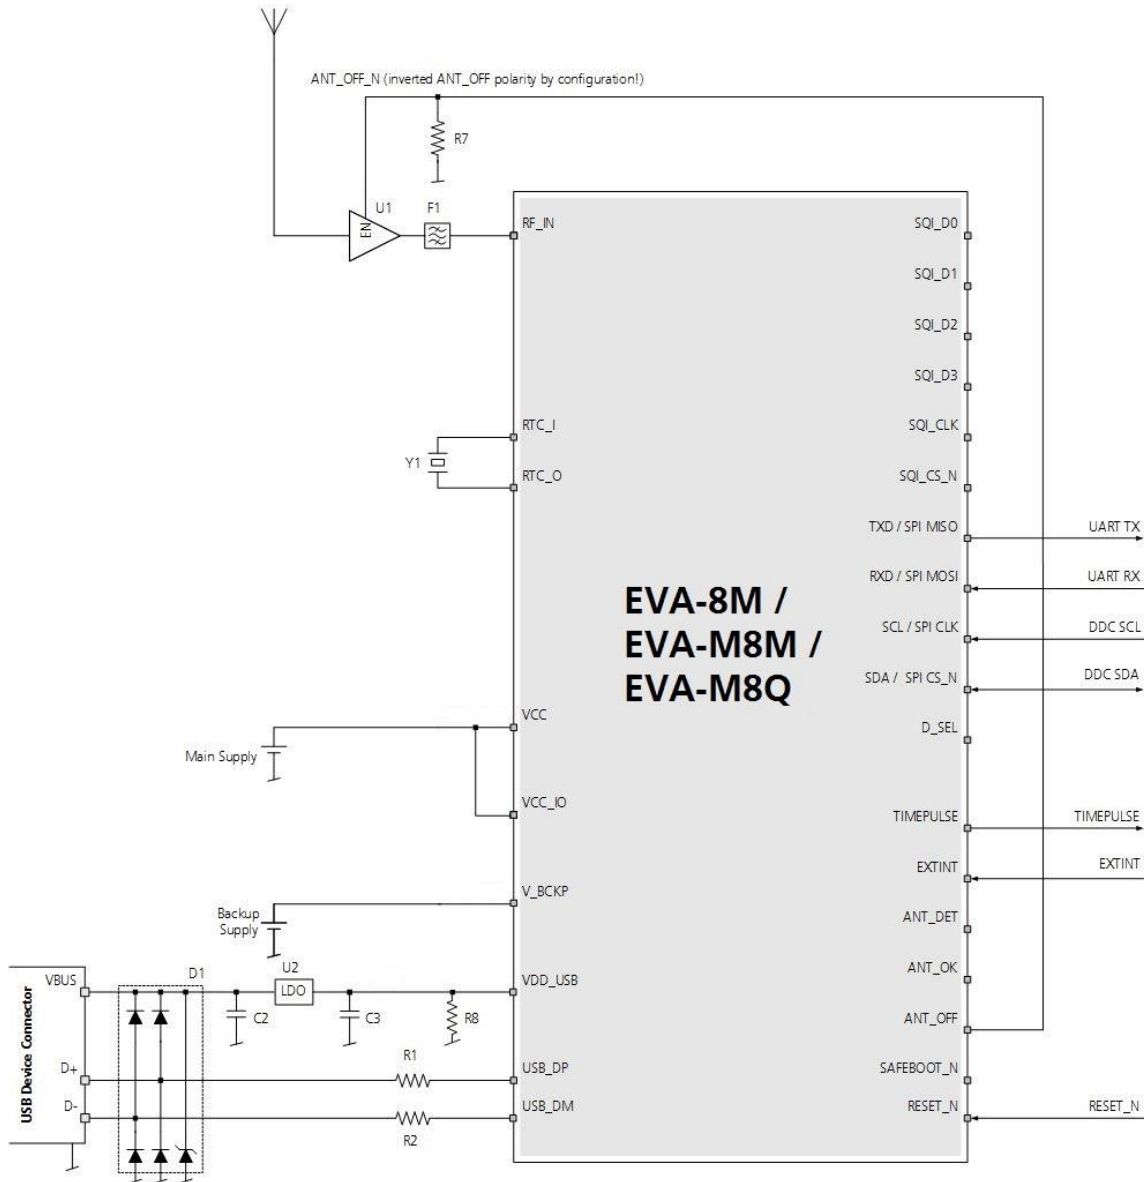 ANT_OFF_N (inverted ANT_OFF polarity by configuration!)
R7
U1
F1
EN
RF_IN
SQI_D0
SQI_D1
SQI_D2
SQI_D3
RTC_I
SQI_CLK
Y1
RTC_O
SQI_CS_N
TXD / SPI MISO
UART TX
RXD / SPI MOSI
UART RX
EVA-8M /
EVA-M8M /
EVA-M8Q
SCL / SPI CLK
DDC SCL
SDA / SPI CS_N
DDC SDA
VCC
D_SEL
Main Supply
VCC_IO
TIMEPULSE
TIMEPULSE
EXTINT
EXTINT
V_BCKP
Backup
Supply
ANT_DET
ANT_OK
VBUS
D1
U2
LDO
VDD_USB
C2
C3
R8
ANT_OFF
USB Device Connector
D+
R1
USB_DP
SAFEBOOT_N
D-
R2
USB_DM
RESET_N
RESET_N